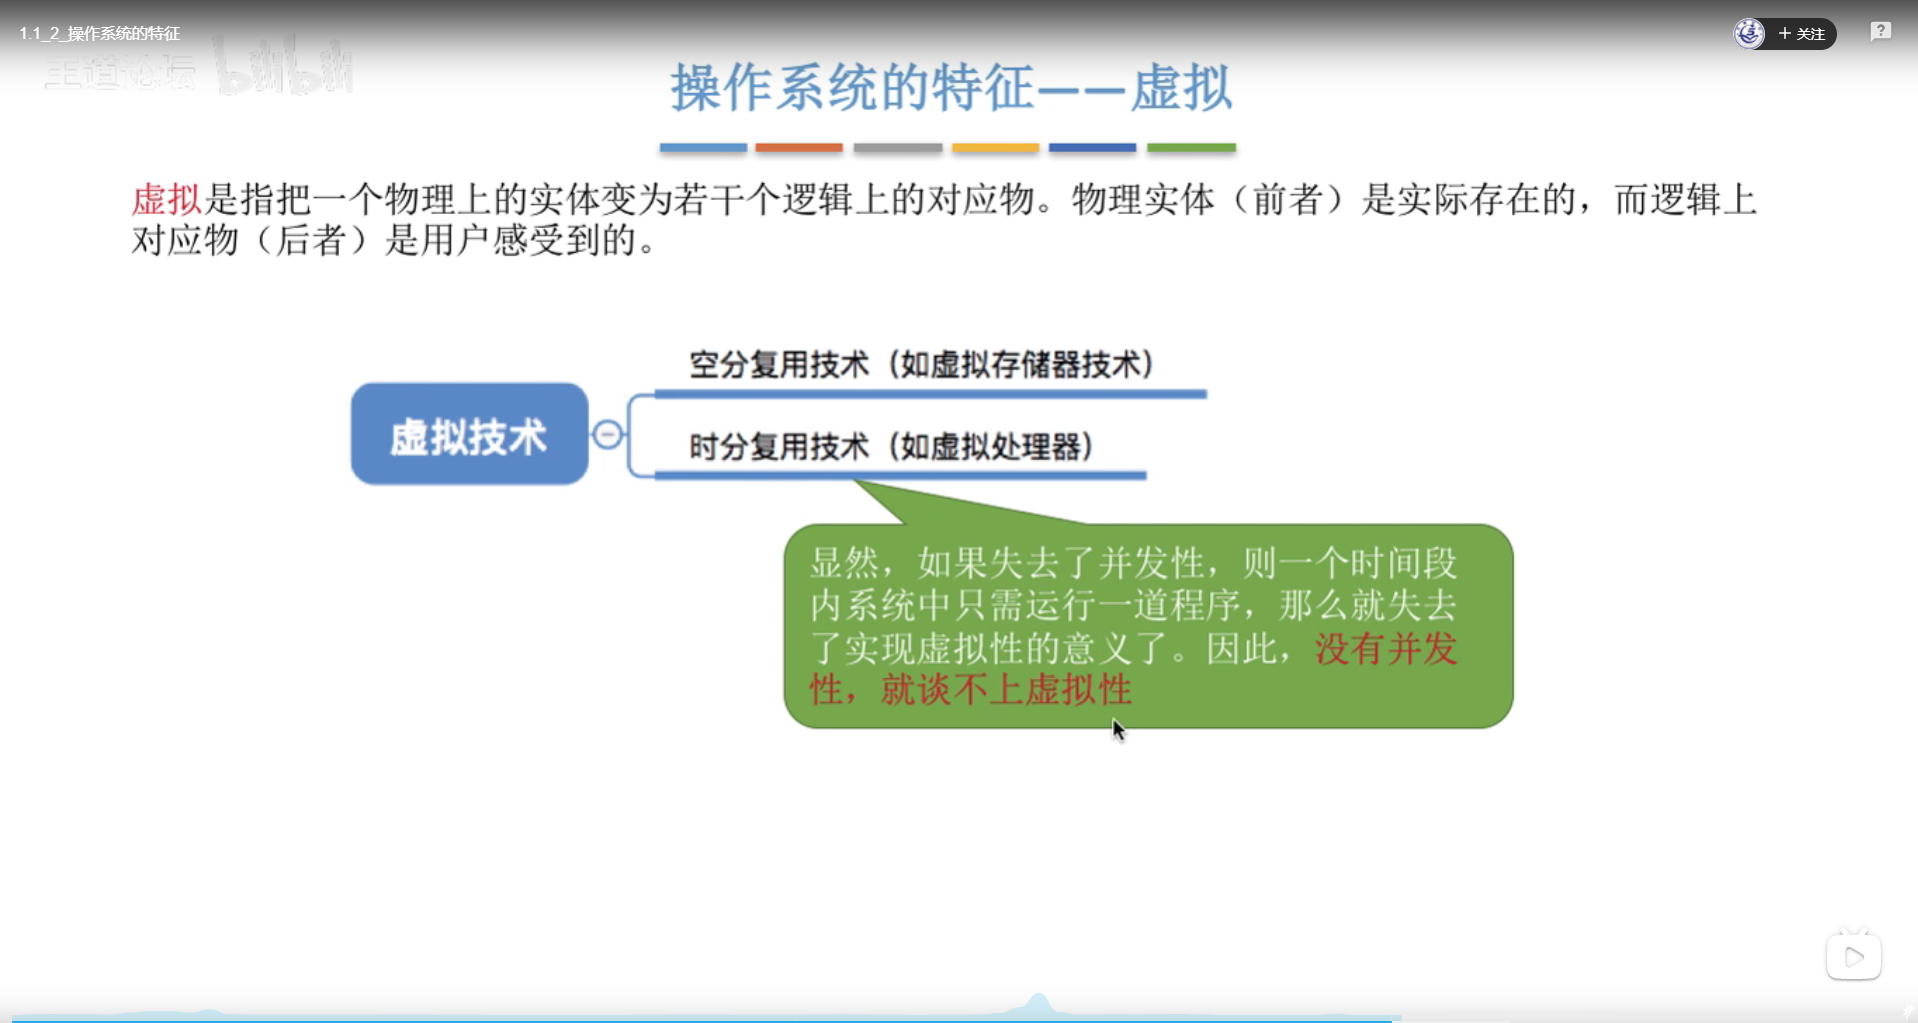 1.1_2_操作系统的特征
+ 关注
王道论坛 bilibili
操作系统的特征——虚拟
虚拟是指把一个物理上的实体变为若干个逻辑上的对应物。物理实体（前者）是实际存在的，而逻辑上
对应物（后者）是用户感受到的。
空分复用技术（如虚拟存储器技术）
虚拟技术
时分复用技术（如虚拟处理器）
显然，如果失去了并发性，则一个时间段
内系统中只需运行一道程序，那么就失去
了实现虚拟性的意义了。因此，没有并发
性，就谈不上虚拟性